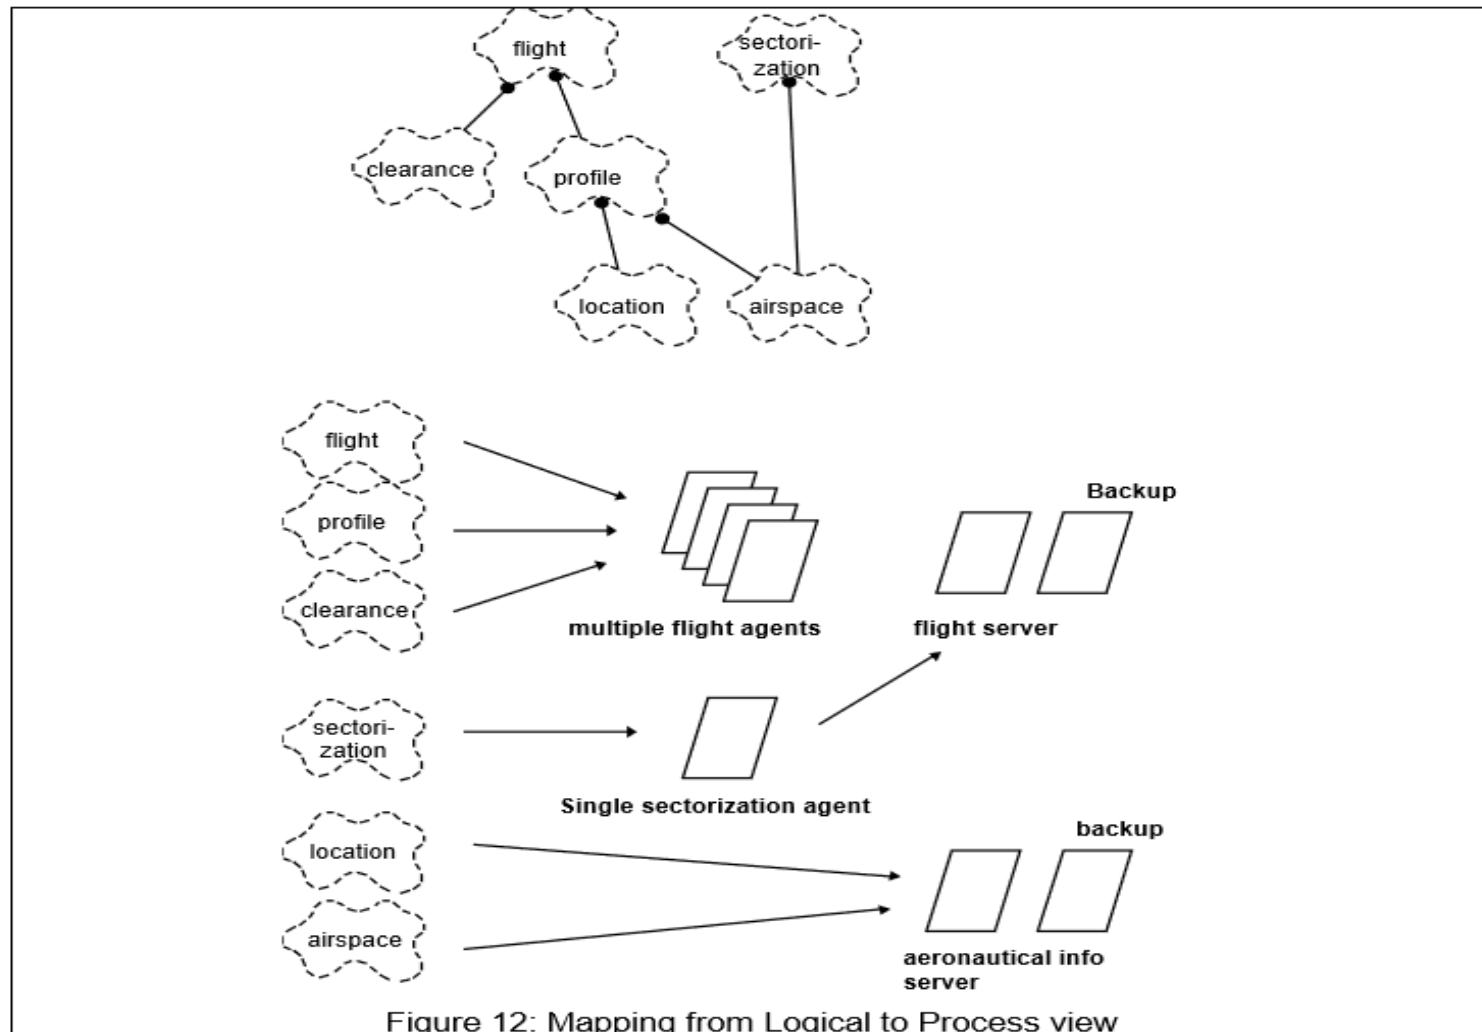 flight
sectori-
zation
clearance
profile
location
airspace
flight
profile
clearance
Backup
multiple flight agents
flight server
sectori-
zation
Single sectorization agent
location
backup
airspace
aeronautical info
server
Figure 12: Mapping from Logical to Process view